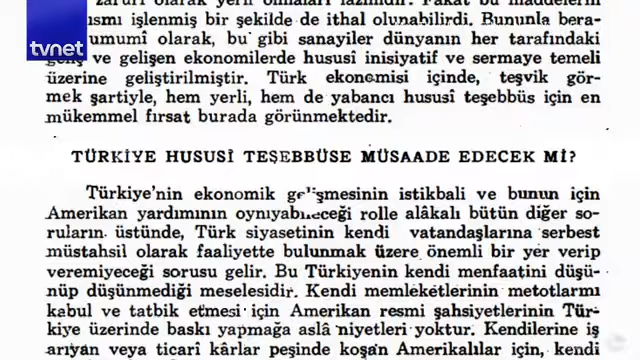 zarurî olarak yerli olmaları lâzımdır. Fakat bu maddelerin
kısmı işlenmiş bir şekilde de ithal olunabilirdi. Bununla bera-
umumî olarak, bu gibi sanayiler dünyanın her tarafındaki
tvnet
geniş ve gelişen ekonomilerde hususî inisiyatif ve sermaye temeli
üzerine geliştirilmiştir. Türk ekonomisi içinde, teşvik gör-
mek şartiyle, hem yerli, hem de yabancı hususî teşebbüs için en
mükemmel fırsat burada görünmektedir.
TÜRKİYE HUSUSÎ TEŞEBBÜSE MÜSAADE EDECEK Mİ?
Türkiye'nin ekonomik gelişmesinin istikbali ve bunun için
Amerikan yardımının oynıyabileceği rolle alâkalı bütün diğer so-
ruların üstünde, Türk siyasetinin kendi vatandaşlarına serbest
müstahsil olarak faaliyette bulunmak üzere önemli bir yer verip
veremiyeceği sorusu gelir. Bu Türkiyenin kendi menfaatini düşü-
nüp düşünmediği meselesidir. Kendi memleketlerinin metotlarmı
kabul ve tatbik etmesi için Amerikan resmi şahsiyetlerinin Tür-
kiye üzerinde baskı yapmağa aslâ niyetleri yoktur. Kendilerine iş
arıyan veya ticarî kârlar peşinde koşan Amerikalılar için, kendi